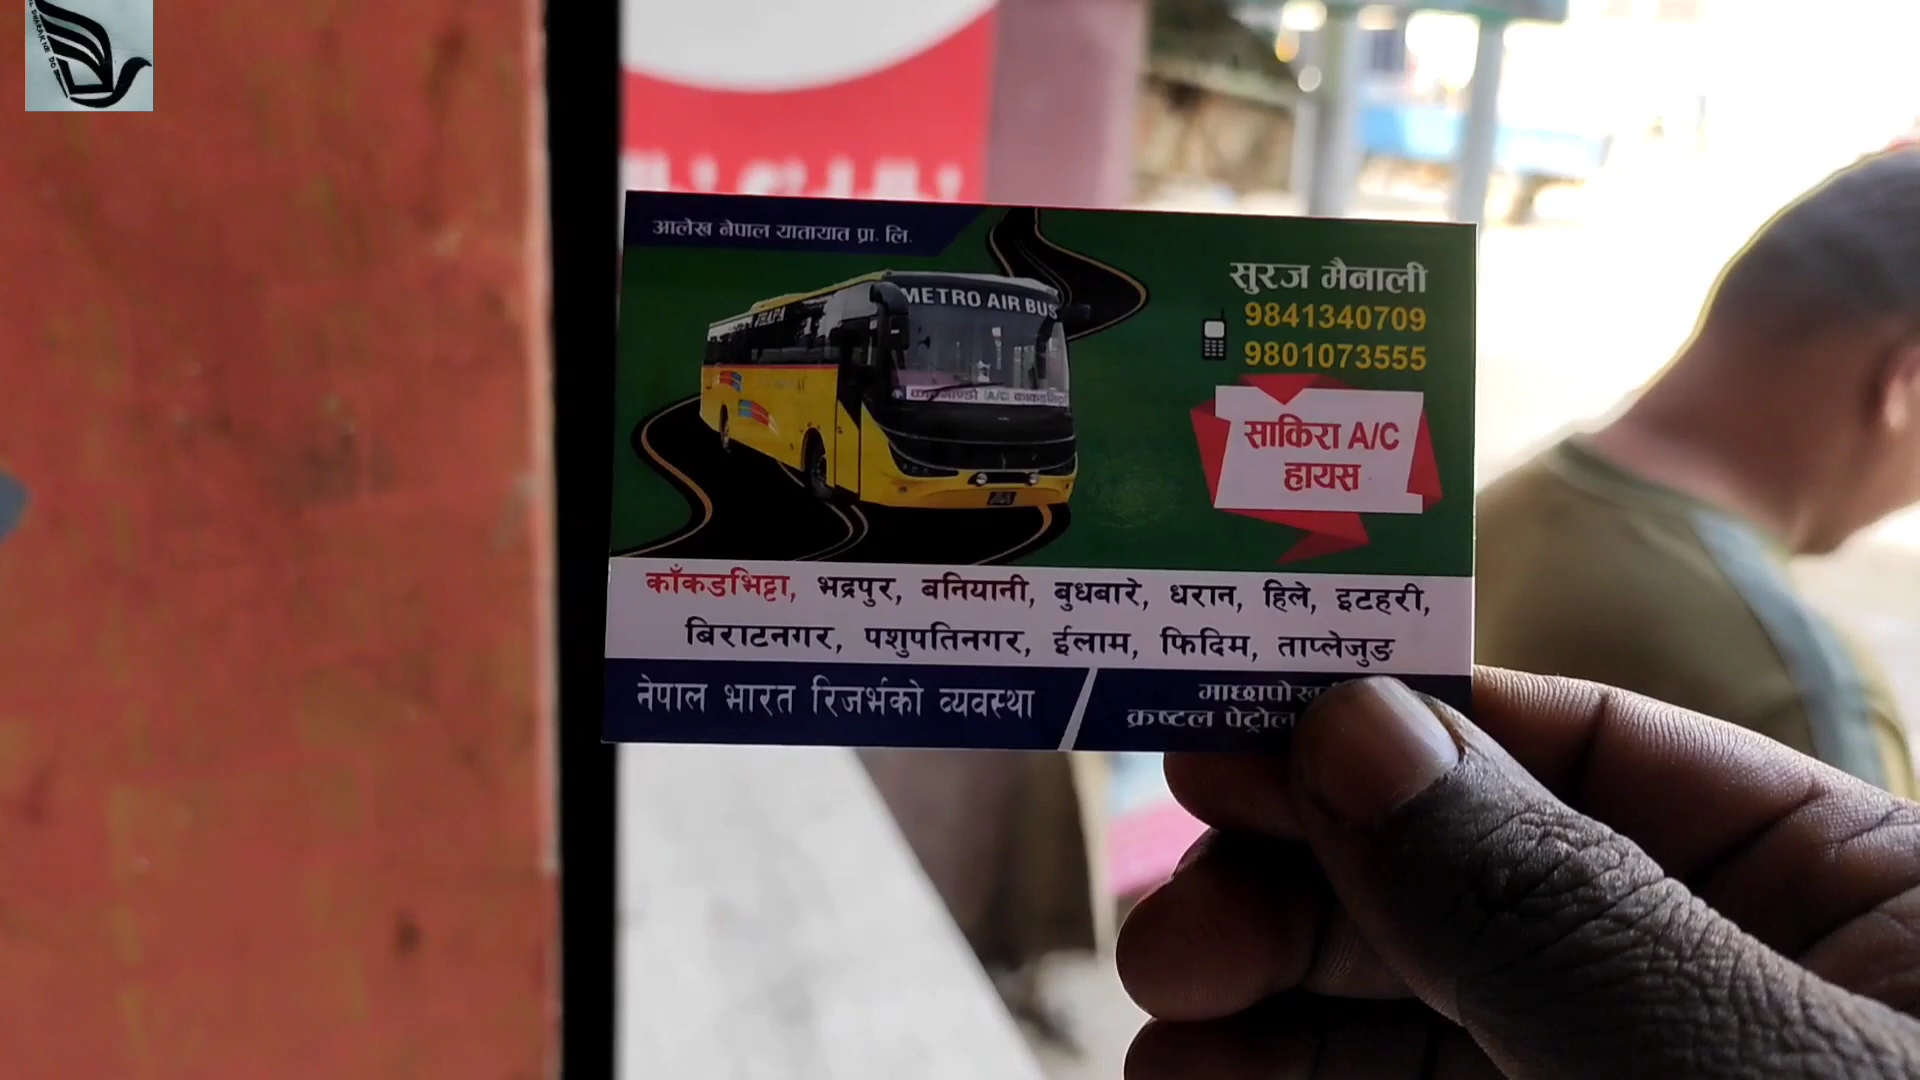 आलेख नेपाल यातायात प्रा. लि.
METRO AIR BUS
सुरज मैनाली
9841340709
9801073555
साकिरा A/C
हायस
काँकडभिट्टा, भद्रपुर, बनियानी, बुधबारे, धरान, हिले, इटहरी,
बिराटनगर, पशुपतिनगर, ईलाम, फिदिम, ताप्लेजुङ
नेपाल भारत रिजर्भको व्यवस्था
क्रष्टल पेट्रोल